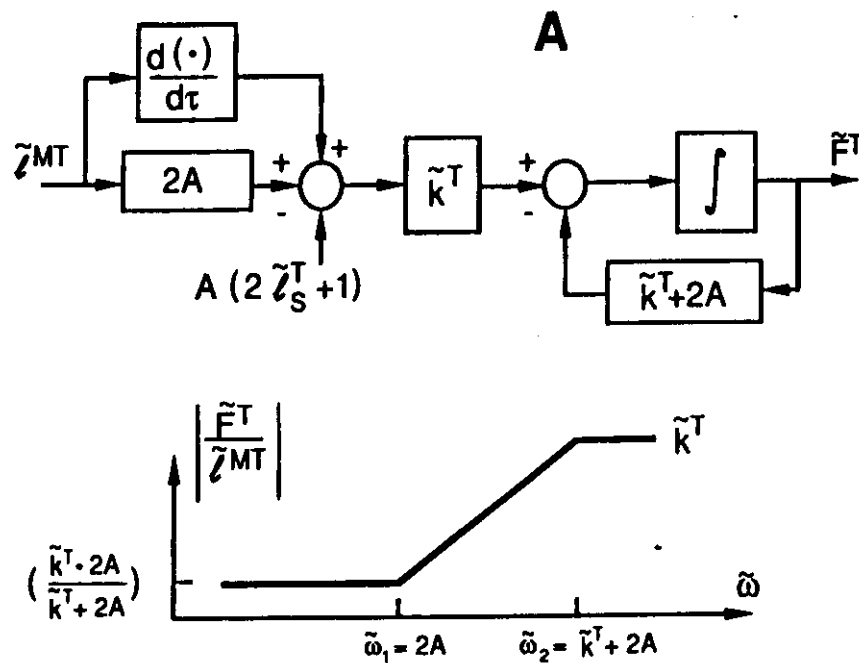 A
d(·)
dτ
l̃ᴹᵀ
2A
+
+
-
A (2 l̃ₛᵀ +1)
k̃ᵀ
+
-
∫
F̃ᵀ
k̃ᵀ+2A
| F̃ᵀ / l̃ᴹᵀ |
k̃ᵀ
( k̃ᵀ·2A / k̃ᵀ+2A )
ω̃
ω̃₁=2A
ω̃₂= k̃ᵀ+2A